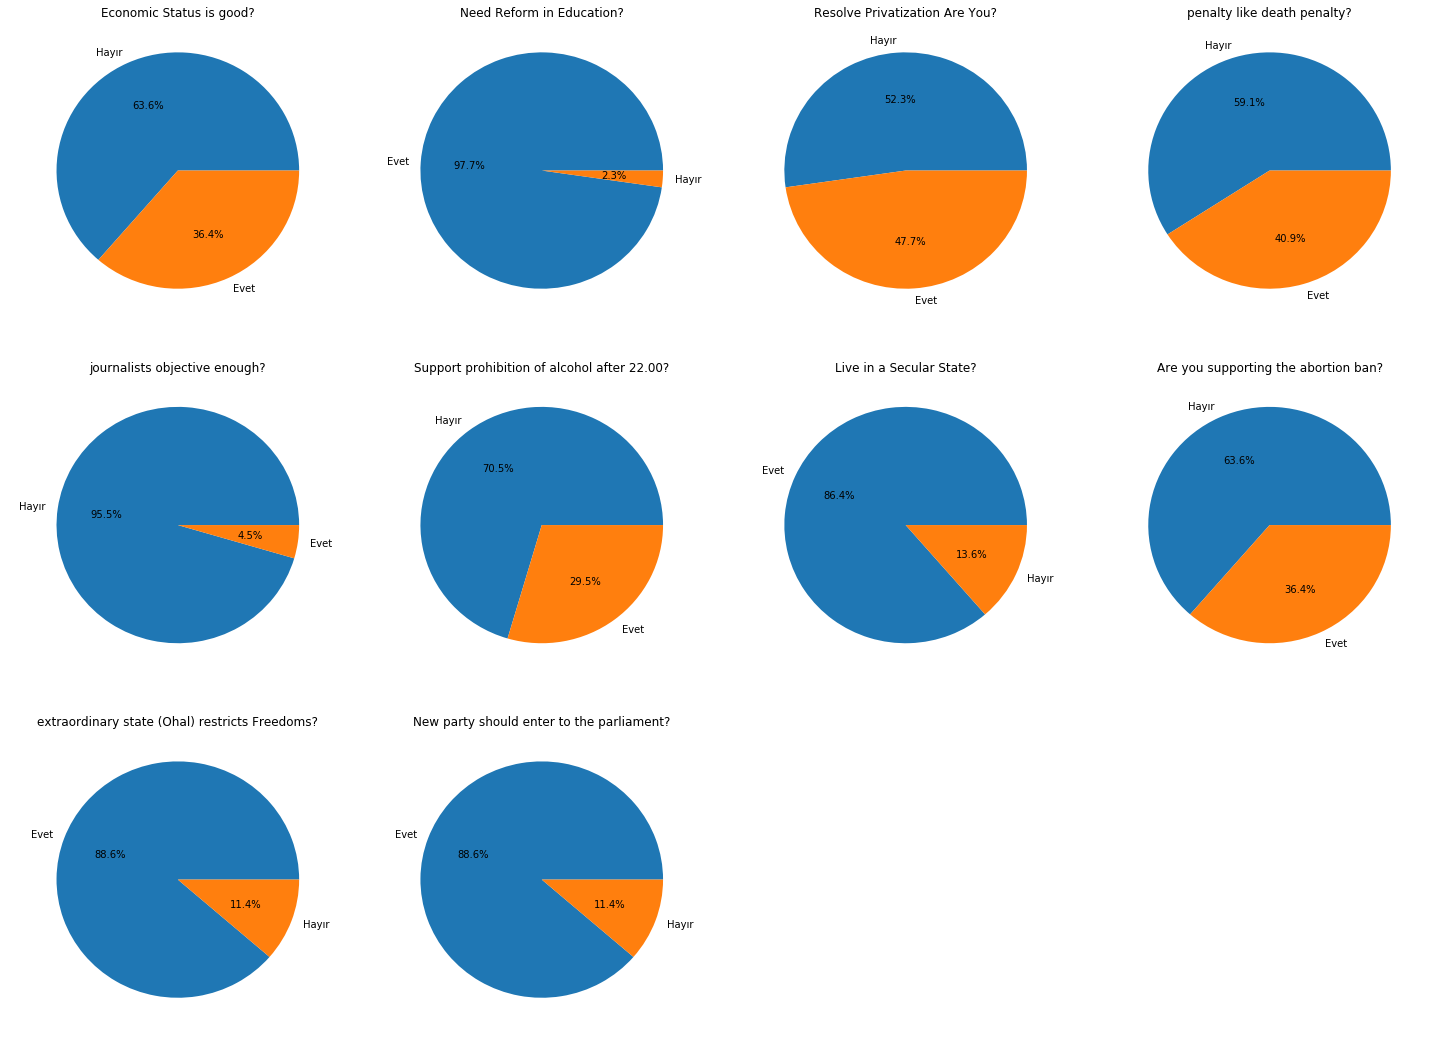 Economic Status is good?
Hayır
63.6%
36.4%
Evet
Need Reform in Education?
Evet
97.7%
2.3%
Hayır
Resolve Privatization Are You?
Hayır
52.3%
47.7%
Evet
penalty like death penalty?
Hayır
59.1%
40.9%
Evet
journalists objective enough?
Hayır
95.5%
4.5%
Evet
Support prohibition of alcohol after 22.00?
Hayır
70.5%
29.5%
Evet
Live in a Secular State?
Evet
86.4%
13.6%
Hayır
Are you supporting the abortion ban?
Hayır
63.6%
36.4%
Evet
extraordinary state (Ohal) restricts Freedoms?
Evet
88.6%
11.4%
Hayır
New party should enter to the parliament?
Evet
88.6%
11.4%
Hayır